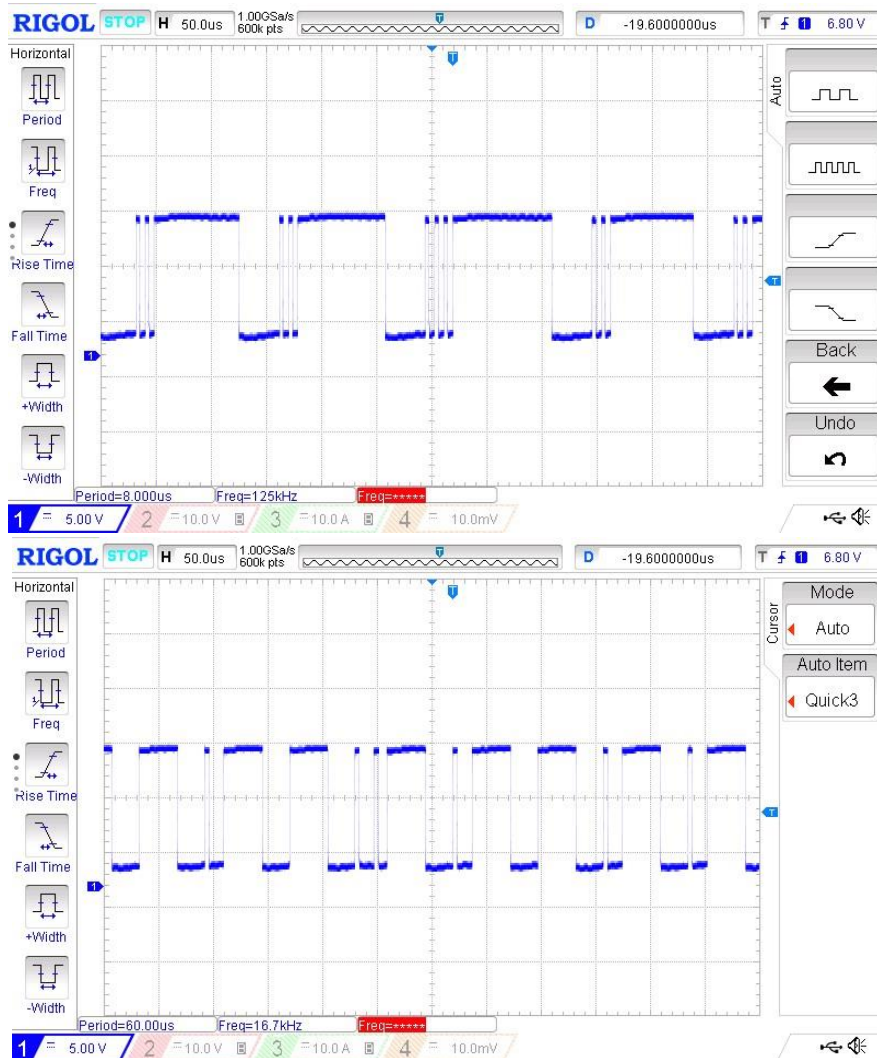 RIGOL STOP H 50.0us 1.00GSa/s 600k pts T D -19.6000000us T 1 6.80 V
Horizontal
Period
Freq
Rise Time
Fall Time
+Width
-Width
T
T
1
Auto
Back
Undo
Period=8.000us Freq=125kHz Freq=*****
1 5.00 V 2 10.0 V 3 10.0 A 4 10.0mV
RIGOL STOP H 50.0us 1.00GSa/s 600k pts T D -19.6000000us T 1 6.80 V
Horizontal
Period
Freq
Rise Time
Fall Time
+Width
-Width
T
T
1
Cursor
Mode
Auto
Auto Item
Quick3
Period=60.00us Freq=16.7kHz Freq=*****
1 5.00 V 2 10.0 V 3 10.0 A 4 10.0mV